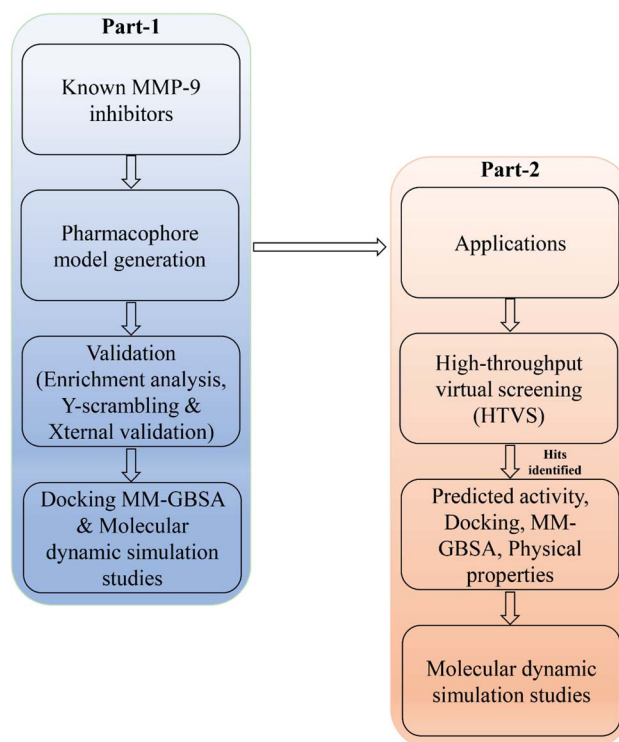 Part-1
Known MMP-9
inhibitors
Pharmacophore
model generation
Validation
(Enrichment analysis,
Y-scrambling &
Xternal validation)
Docking MM-GBSA
& Molecular
dynamic simulation
studies
Part-2
Applications
High-throughput
virtual screening
(HTVS)
Hits
identified
Predicted activity,
Docking, MM-
GBSA, Physical
properties
Molecular dynamic
simulation studies